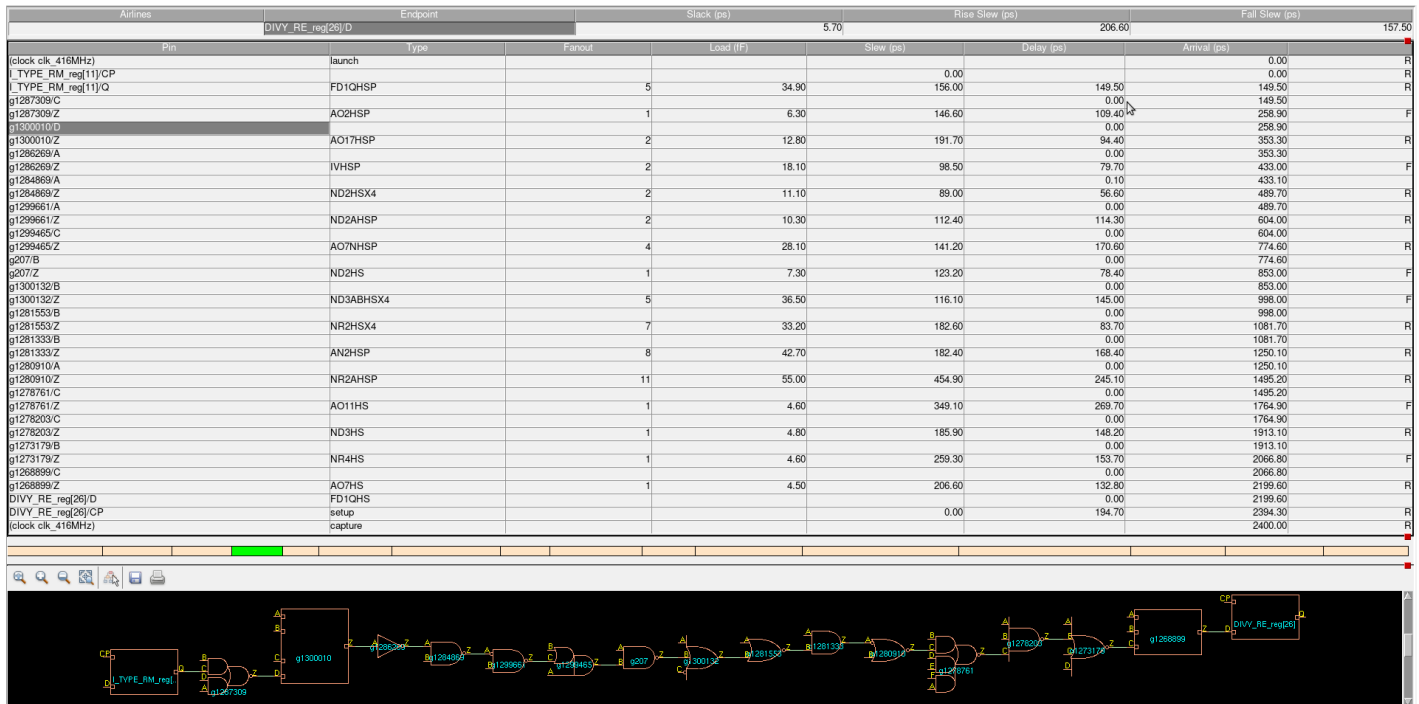 Airlines Endpoint Slack (ps) Rise Slew (ps) Fall Slew (ps)
DIVY_RE_reg[26]/D 5.70 206.60 157.50
Pin Type Fanout Load (fF) Slew (ps) Delay (ps) Arrival (ps)
(clock clk_416MHz) launch 0.00 R
I_TYPE_RM_reg[11]/CP 0.00 0.00 R
I_TYPE_RM_reg[11]/Q FD1QHSP 5 34.90 156.00 149.50 149.50 R
g1287309/C 0.00 149.50
g1287309/Z AO2HSP 1 6.30 146.60 109.40 258.90 F
g1300010/D 0.00 258.90
g1300010/Z AO17HSP 2 12.80 191.70 94.40 353.30 R
g1286269/A 0.00 353.30
g1286269/Z IVHSP 2 18.10 98.50 79.70 433.00 F
g1284869/A 0.10 433.10
g1284869/Z ND2HSX4 2 11.10 89.00 56.60 489.70 R
g1299661/A 0.00 489.70
g1299661/Z ND2AHSP 2 10.30 112.40 114.30 604.00 R
g1299465/C 0.00 604.00
g1299465/Z AO7NHSP 4 28.10 141.20 170.60 774.60 R
g207/B 0.00 774.60
g207/Z ND2HS 1 7.30 123.20 78.40 853.00 F
g1300132/B 0.00 853.00
g1300132/Z ND3ABHSX4 5 36.50 116.10 145.00 998.00 F
g1281553/B 0.00 998.00
g1281553/Z NR2HSX4 7 33.20 182.60 83.70 1081.70 R
g1281333/B 0.00 1081.70
g1281333/Z AN2HSP 8 42.70 182.40 168.40 1250.10 R
g1280910/A 0.00 1250.10
g1280910/Z NR2AHSP 11 55.00 454.90 245.10 1495.20 R
g1278761/C 0.00 1495.20
g1278761/Z AO11HS 1 4.60 349.10 269.70 1764.90 F
g1278203/C 0.00 1764.90
g1278203/Z ND3HS 1 4.80 185.90 148.20 1913.10 R
g1273179/B 0.00 1913.10
g1273179/Z NR4HS 1 4.60 259.30 153.70 2066.80 F
g1268899/C 0.00 2066.80
g1268899/Z AO7HS 1 4.50 206.60 132.80 2199.60 R
DIVY_RE_reg[26]/D FD1QHS 0.00 2199.60
DIVY_RE_reg[26]/CP setup 0.00 194.70 2394.30 R
(clock clk_416MHz) capture 2400.00 R
CP D Q I_TYPE_RM_reg[..
B C D A Z g1287309
A B C D Z g1300010
A Z
A B Z
B Z
B C A Z
B Z g207
A C Z
B Z
A B Z g1281333
B Z
B C E F A Z
A B C Z g1278203
A C D Z
A B C Z g1268899
CP D Q DIVY_RE_reg[26]